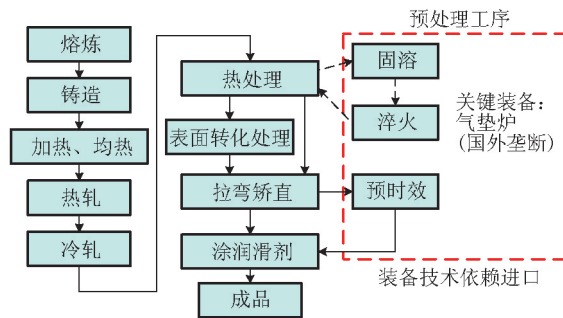 熔炼
铸造
加热、均热
热轧
冷轧
热处理
表面转化处理
拉弯矫直
涂润滑剂
成品
预处理工序
固溶
淬火
预时效
关键装备：
气垫炉
(国外垄断)
装备技术依赖进口